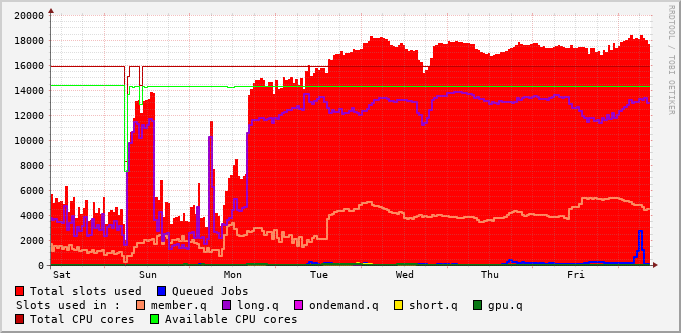 20000
18000
16000
14000
12000
10000
8000
6000
4000
2000
0
Sat Sun Mon Tue Wed Thu Fri
RRDTOOL / TOBI OETIKER
Total slots used Queued Jobs
Slots used in : member.q long.q ondemand.q short.q gpu.q
Total CPU cores Available CPU cores